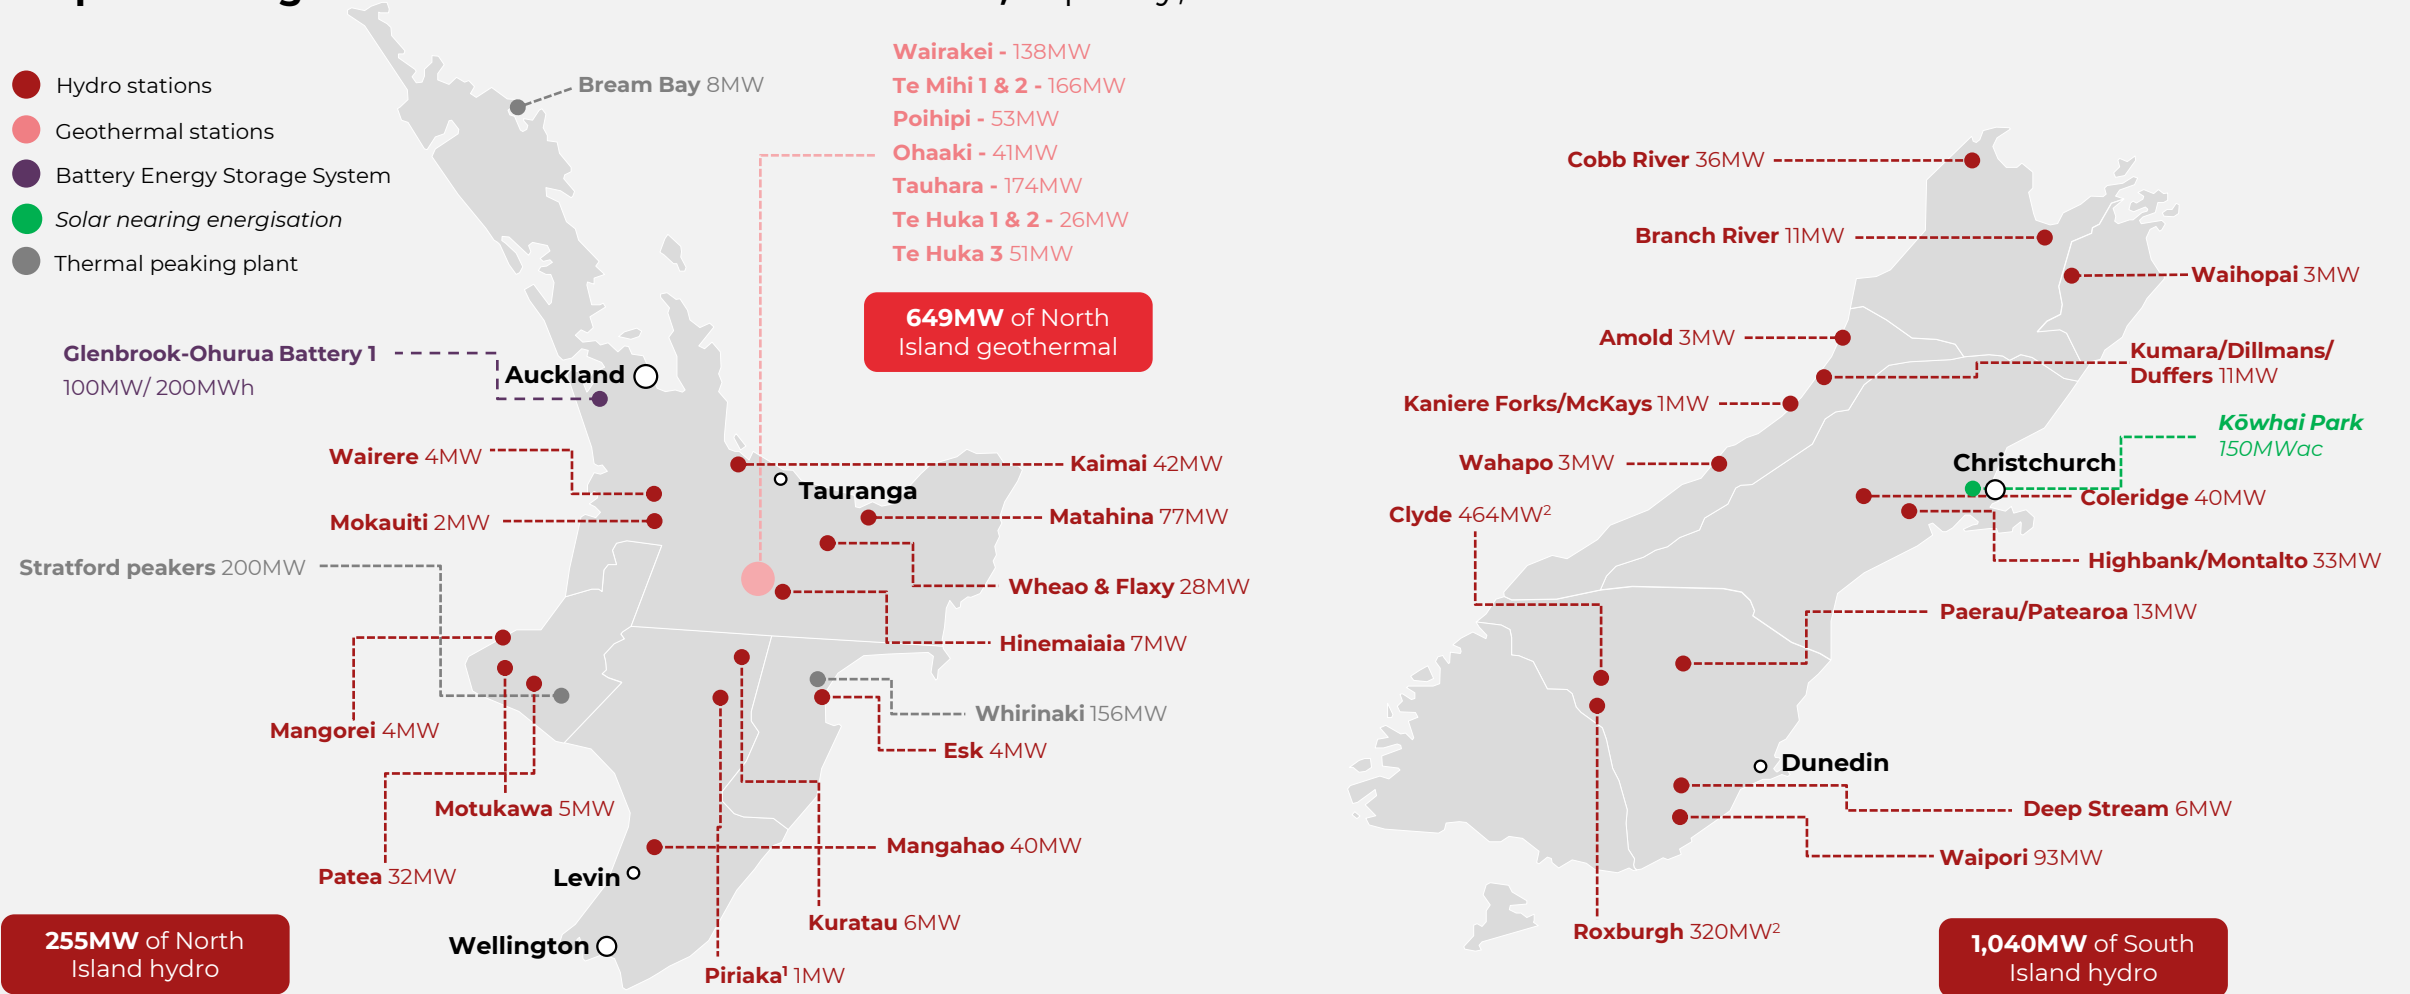 Hydro stations
Geothermal stations
Battery Energy Storage System
Solar nearing energisation
Thermal peaking plant
Bream Bay 8MW
Wairakei - 138MW
Te Mihi 1 & 2 - 166MW
Poihipi - 53MW
Ohaaki - 41MW
Tauhara - 174MW
Te Huka 1 & 2 - 26MW
Te Huka 3 51MW
649MW of North
Island geothermal
Glenbrook-Ohurua Battery 1
100MW/ 200MWh
Auckland
Wairere 4MW
Mokauiti 2MW
Stratford peakers 200MW
Kaimai 42MW
Tauranga
Matahina 77MW
Wheao & Flaxy 28MW
Hinemaiaia 7MW
Whirinaki 156MW
Esk 4MW
Mangorei 4MW
Motukawa 5MW
Patea 32MW
Mangahao 40MW
Levin
Kuratau 6MW
Wellington
Piriaka¹ 1MW
255MW of North
Island hydro
Cobb River 36MW
Branch River 11MW
Waihopai 3MW
Arnold 3MW
Kumara/Dillmans/
Duffers 11MW
Kaniere Forks/McKays 1MW
Kōwhai Park
150MWac
Wahapo 3MW
Christchurch
Coleridge 40MW
Clyde 464MW²
Highbank/Montalto 33MW
Paerau/Patearoa 13MW
Dunedin
Deep Stream 6MW
Waipori 93MW
Roxburgh 320MW²
1,040MW of South
Island hydro